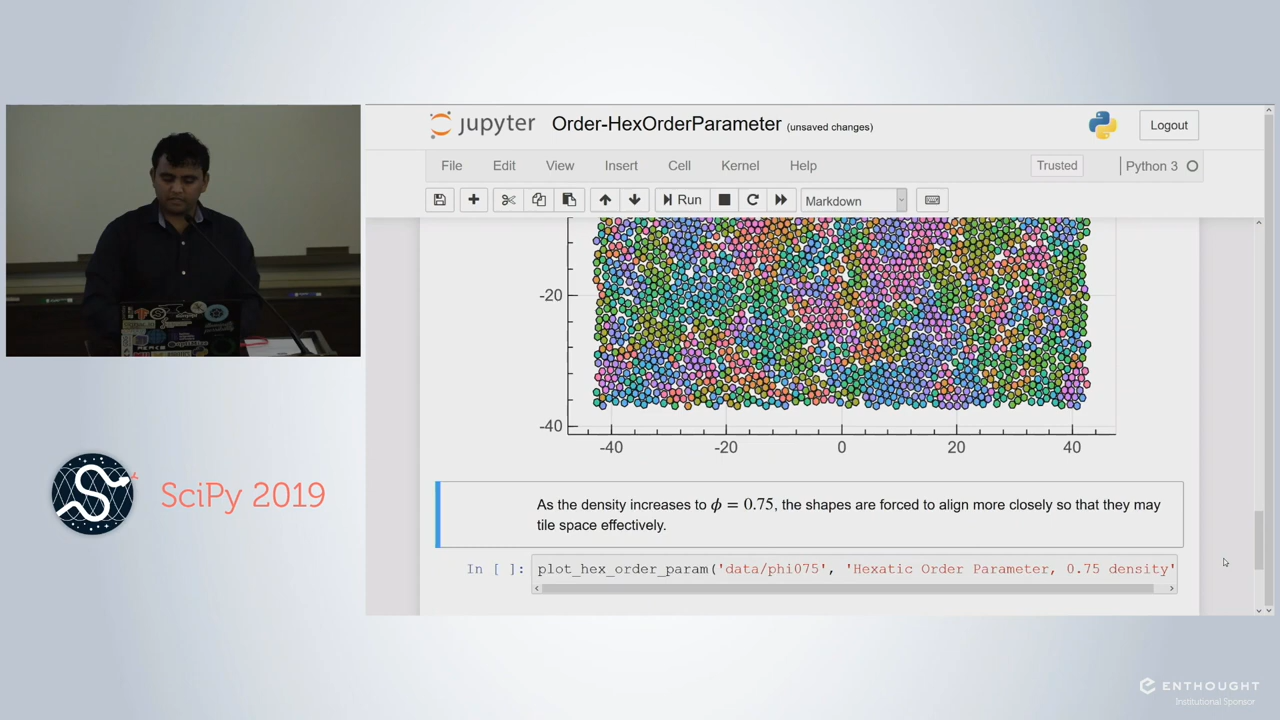 jupyter
Order-HexOrderParameter (unsaved changes)
Logout
File Edit View Insert Cell Kernel Help
Trusted
Python 3
Run
Markdown
-20
-40
-40 -20 0 20 40
As the density increases to ϕ = 0.75, the shapes are forced to align more closely so that they may
tile space effectively.
In [ ]: plot_hex_order_param('data/phi075', 'Hexatic Order Parameter, 0.75 density'
SciPy 2019
ENTHOUGHT
Institutional Sponsor